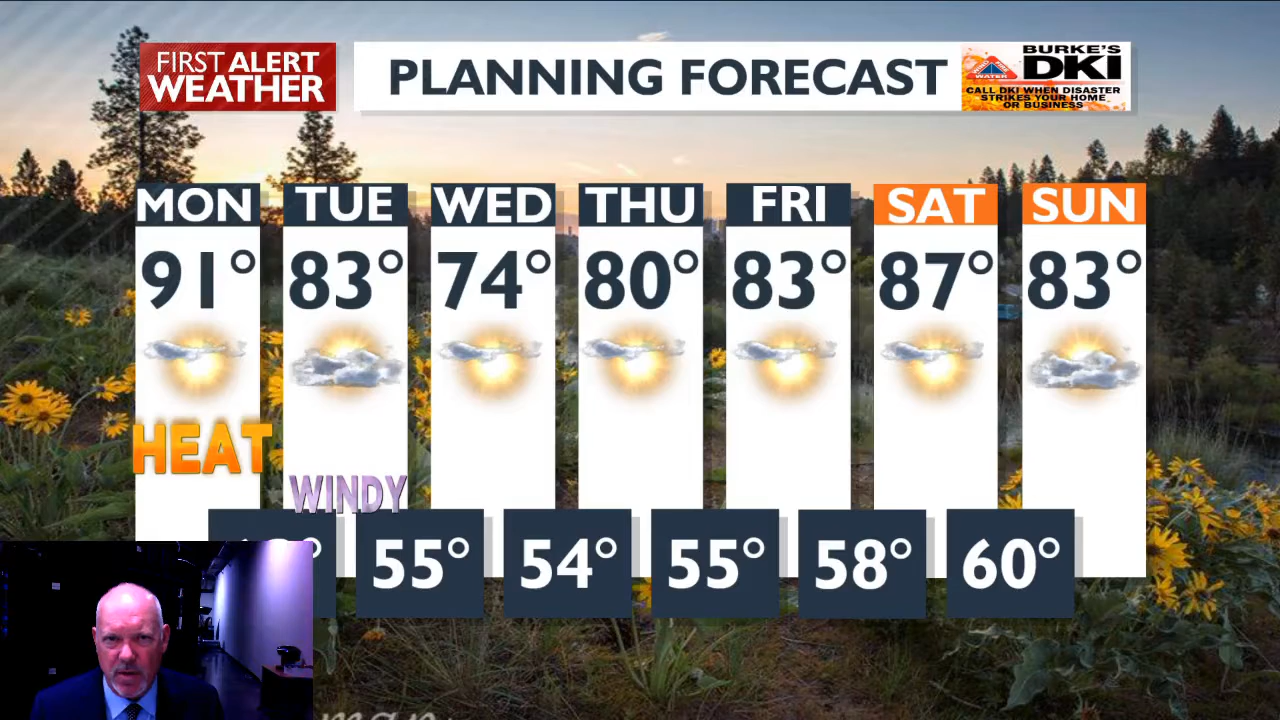 FIRST ALERT
WEATHER
PLANNING FORECAST
BURKE'S
DKI
CALL DKI WHEN DISASTER
STRIKES YOUR HOME
OR BUSINESS
MON TUE WED THU FRI SAT SUN
91° 83° 74° 80° 83° 87° 83°
HEAT
WINDY
55° 54° 55° 58° 60°